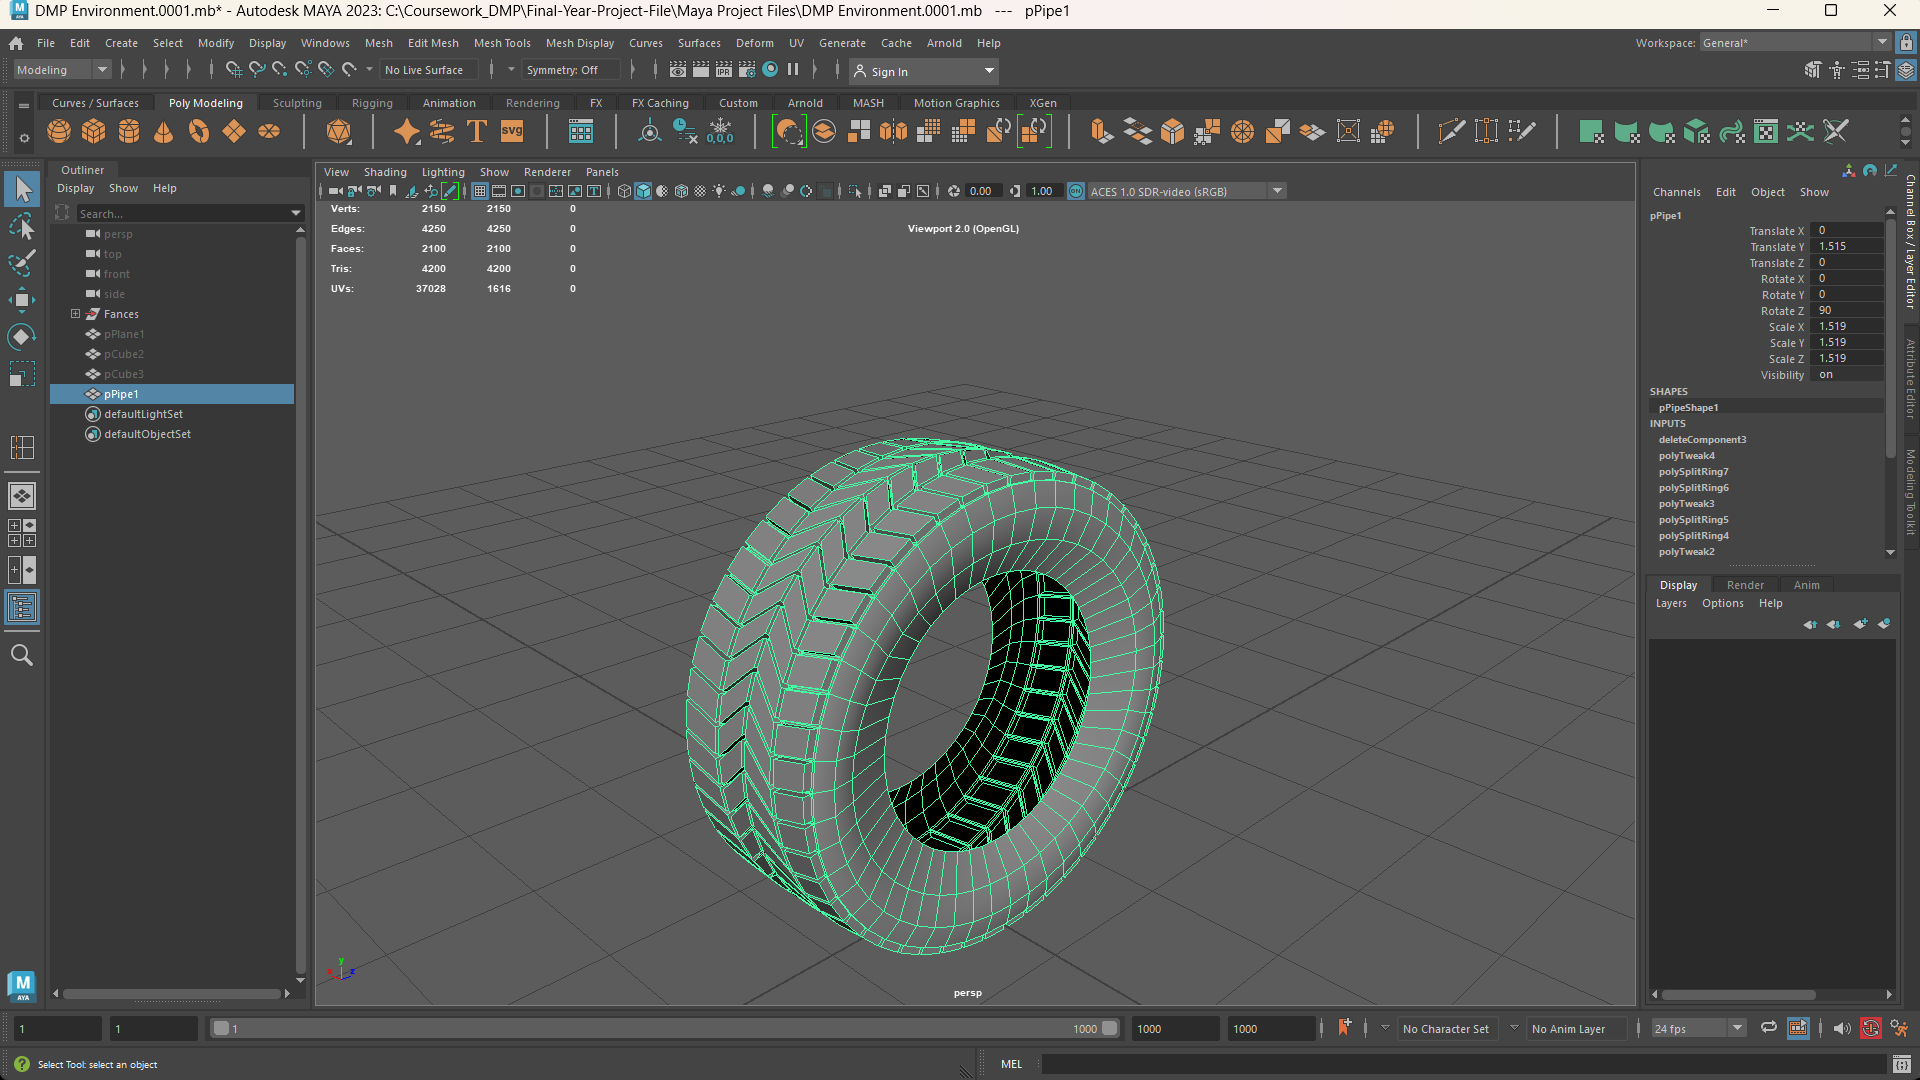 DMP Environment.0001.mb* - Autodesk MAYA 2023: C:\Coursework_DMP\Final-Year-Project-File\Maya Project Files\DMP Environment.0001.mb --- pPipe1
File Edit Create Select Modify Display Windows Mesh Edit Mesh Mesh Tools Mesh Display Curves Surfaces Deform UV Generate Cache Arnold Help
Workspace: General*
Modeling
No Live Surface
Symmetry: Off
IPR
Sign In
Curves / Surfaces Poly Modeling Sculpting Rigging Animation Rendering FX FX Caching Custom Arnold MASH Motion Graphics XGen
T
SVG
0,0,0
Outliner
Display Show Help
Search...
persp
top
front
side
Fances
pPlane1
pCube2
pCube3
pPipe1
defaultLightSet
defaultObjectSet
View Shading Lighting Show Renderer Panels
0.00
1.00
ON
ACES 1.0 SDR-video (sRGB)
Verts: 2150 2150 0
Edges: 4250 4250 0
Faces: 2100 2100 0
Tris: 4200 4200 0
UVs: 37028 1616 0
Viewport 2.0 (OpenGL)
y
x
z
persp
Channels Edit Object Show
pPipe1
Translate X 0
Translate Y 1.515
Translate Z 0
Rotate X 0
Rotate Y 0
Rotate Z 90
Scale X 1.519
Scale Y 1.519
Scale Z 1.519
Visibility on
SHAPES
pPipeShape1
INPUTS
deleteComponent3
polyTweak4
polySplitRing7
polySplitRing6
polyTweak3
polySplitRing5
polySplitRing4
polyTweak2
Channel Box / Layer Editor
Attribute Editor
Modeling Toolkit
Display Render Anim
Layers Options Help
M
AYA
1
1
1
1000
1000
1000
No Character Set
No Anim Layer
24 fps
? Select Tool: select an object
MEL